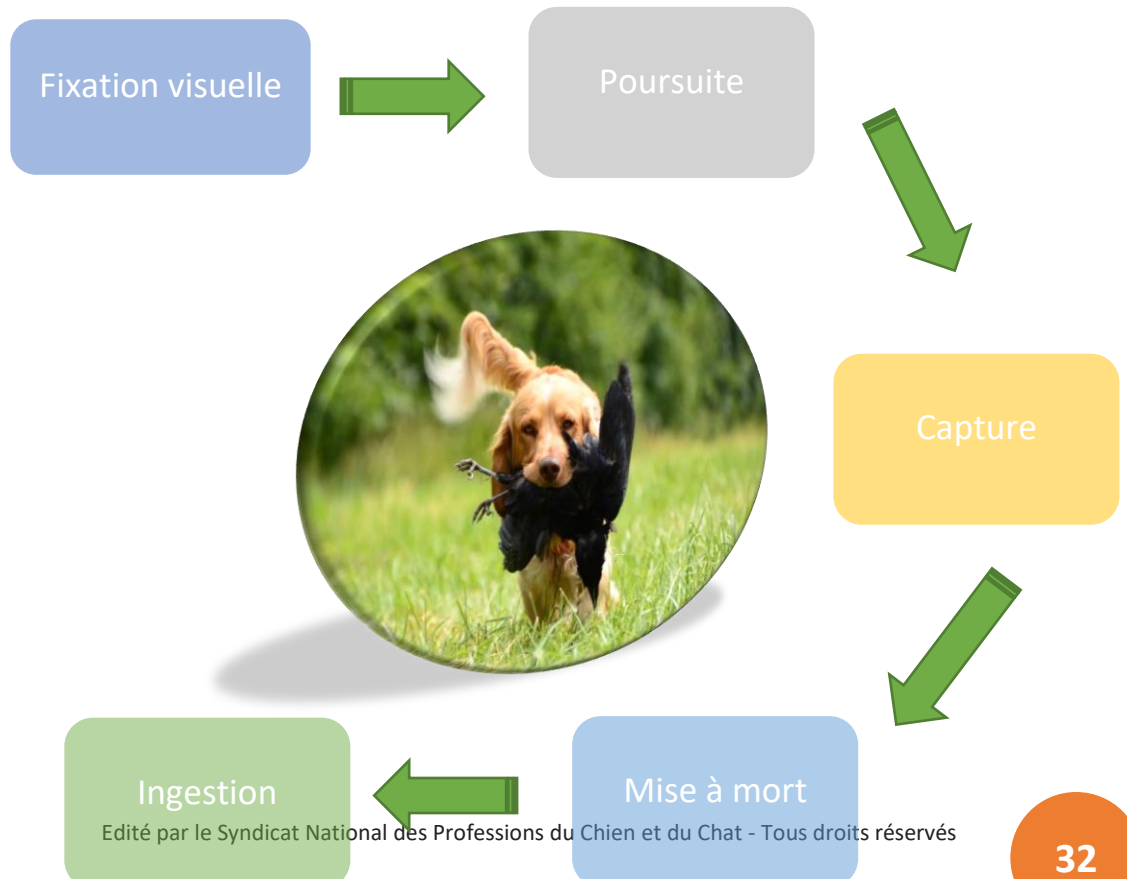 Fixation visuelle
Poursuite
Capture
Mise à mort
Ingestion
Edité par le Syndicat National des Professions du Chien et du Chat - Tous droits réservés
32